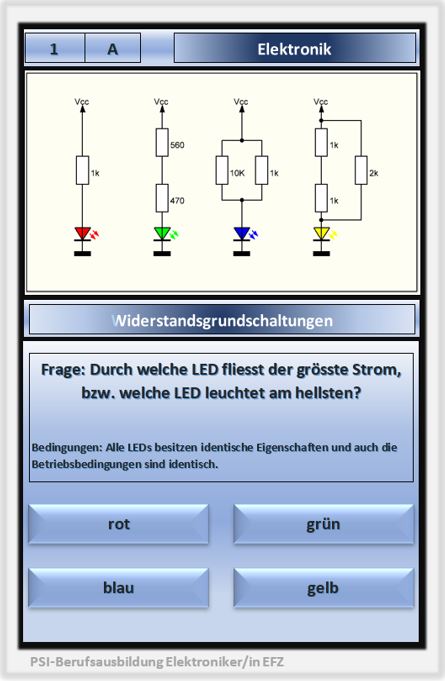 1 A Elektronik
Vcc Vcc Vcc Vcc
560
1k
1k 10K 1k 2k
470 1k
Widerstandsgrundschaltungen
Frage: Durch welche LED fliesst der grösste Strom,
bzw. welche LED leuchtet am hellsten?
Bedingungen: Alle LEDs besitzen identische Eigenschaften und auch die
Betriebsbedingungen sind identisch.
rot grün
blau gelb
PSI-Berufsausbildung Elektroniker/in EFZ